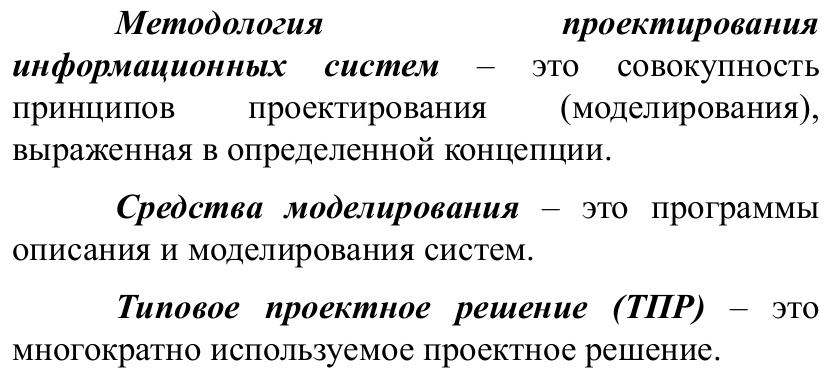 Методология проектирования
информационных систем – это совокупность
принципов проектирования (моделирования),
выраженная в определенной концепции.
Средства моделирования – это программы
описания и моделирования систем.
Типовое проектное решение (ТПР) – это
многократно используемое проектное решение.